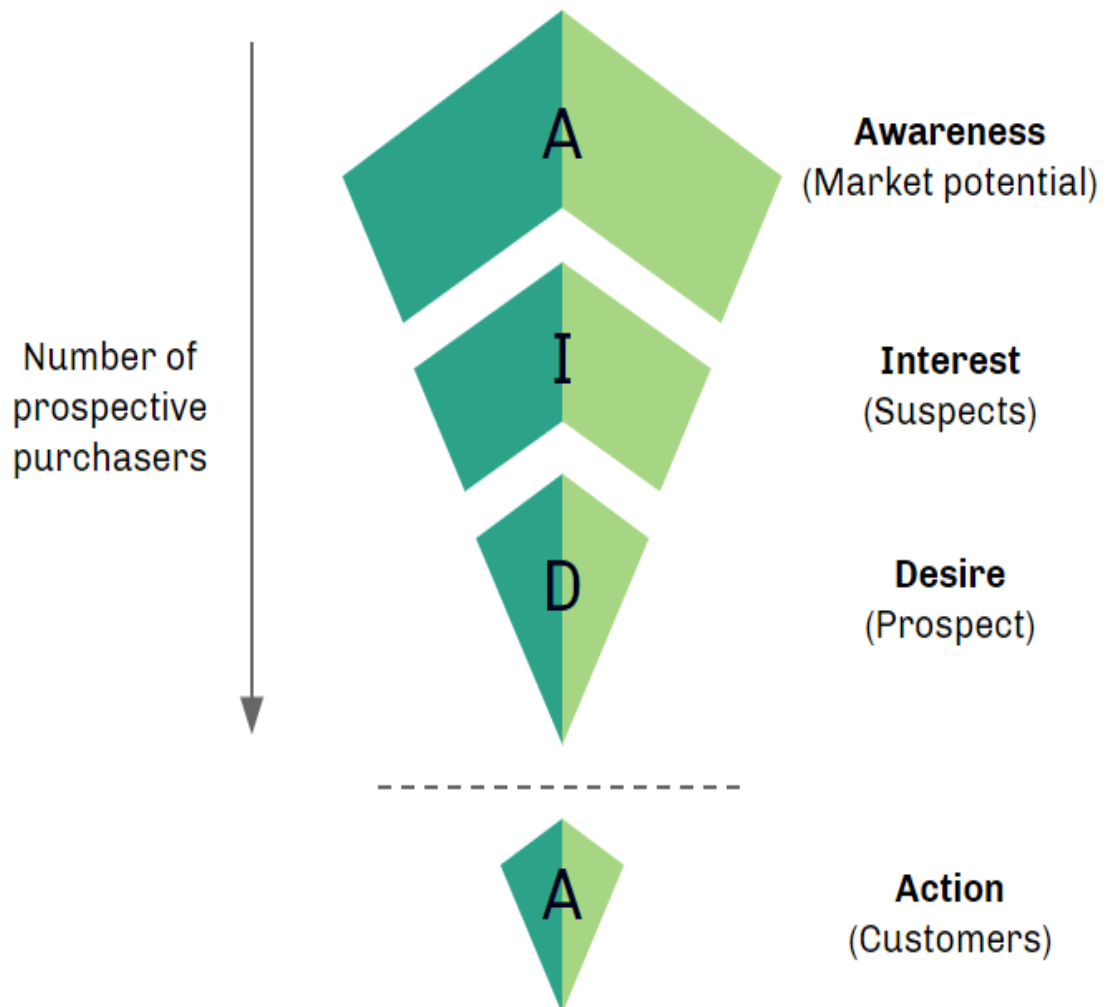 A
Awareness
(Market potential)
I
Interest
(Suspects)
Number of
prospective
purchasers
D
Desire
(Prospect)
A
Action
(Customers)